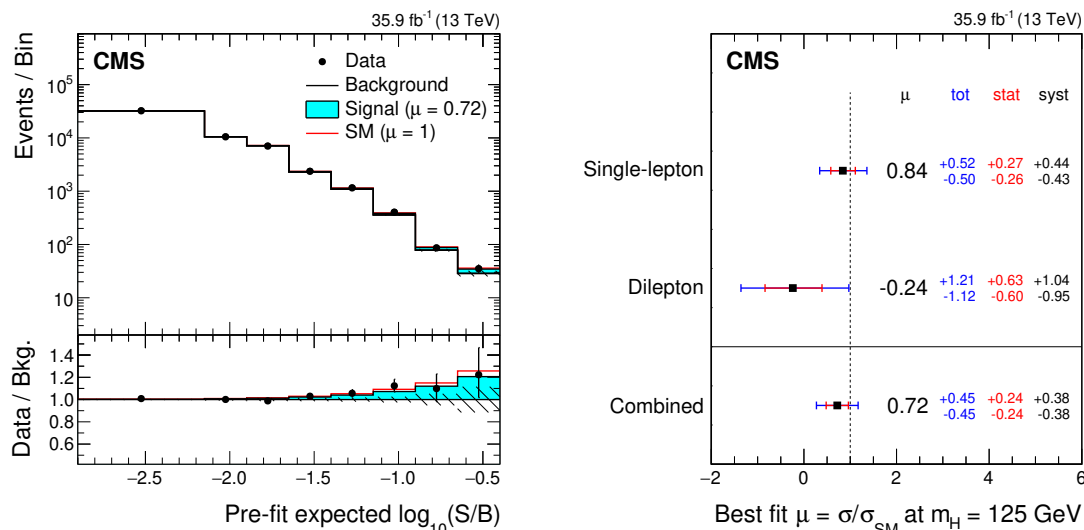 35.9 fb⁻¹ (13 TeV)
CMS
Data
Background
Signal (μ = 0.72)
SM (μ = 1)
Events / Bin
10⁵
10⁴
10³
10²
10
Data / Bkg.
1.4
1.2
1.0
0.8
0.6
−2.5 −2.0 −1.5 −1.0 −0.5
Pre-fit expected log₁₀(S/B)
35.9 fb⁻¹ (13 TeV)
CMS
μ tot stat syst
Single-lepton 0.84 +0.52 -0.50 +0.27 -0.26 +0.44 -0.43
Dilepton -0.24 +1.21 -1.12 +0.63 -0.60 +1.04 -0.95
Combined 0.72 +0.45 -0.45 +0.24 -0.24 +0.38 -0.38
−2 0 2 4 6
Best fit μ = σ/σ_SM at m_H = 125 GeV